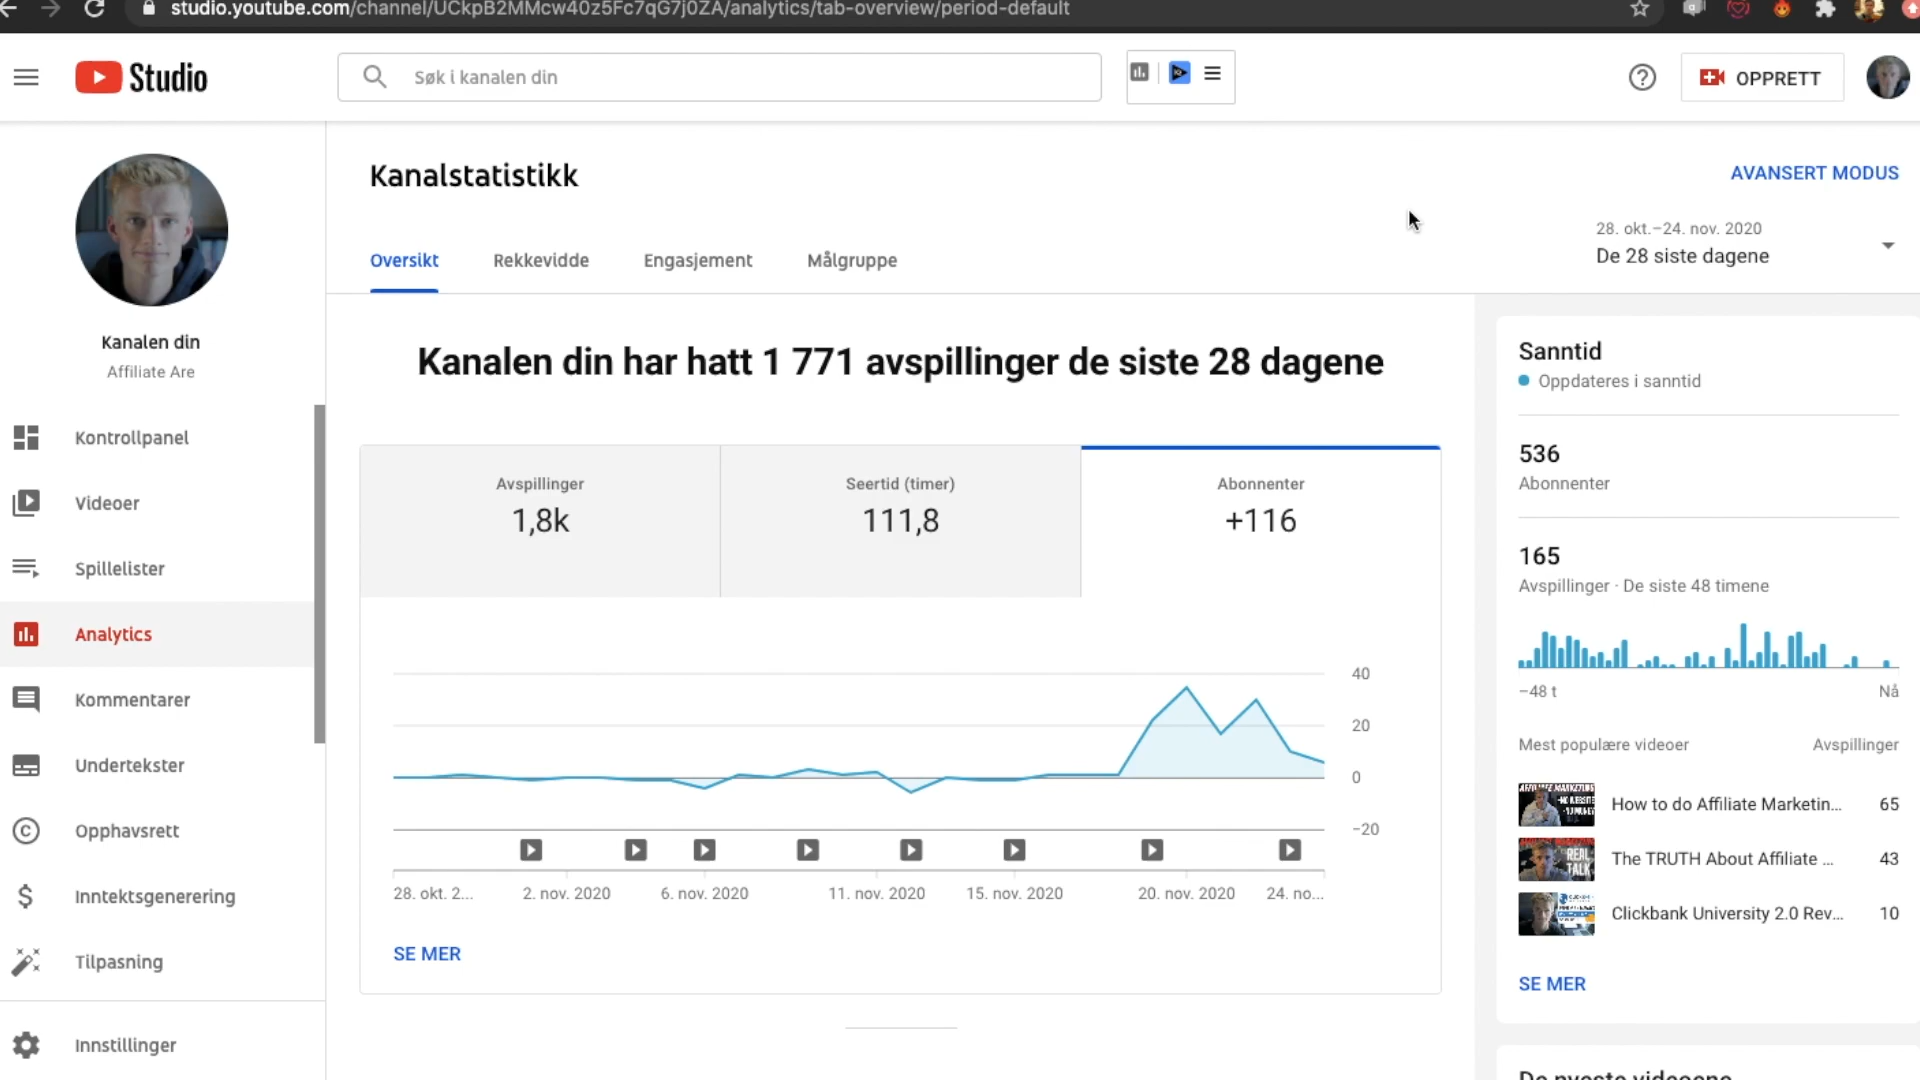 studio.youtube.com/channel/UCkpB2MMcw40z5Fc7qG7j0ZA/analytics/tab-overview/period-default
Studio
Søk i kanalen din
OPPRETT
Kanalen din
Affiliate Are
Kontrollpanel
Videoer
Spillelister
Analytics
Kommentarer
Undertekster
Opphavsrett
Inntektsgenerering
Tilpasning
Innstillinger
Kanalstatistikk
AVANSERT MODUS
Oversikt Rekkevidde Engasjement Målgruppe
28. okt.–24. nov. 2020
De 28 siste dagene
Kanalen din har hatt 1 771 avspillinger de siste 28 dagene
Avspillinger
1,8k
Seertid (timer)
111,8
Abonnenter
+116
40
20
0
−20
28. okt. 2... 2. nov. 2020 6. nov. 2020 11. nov. 2020 15. nov. 2020 20. nov. 2020 24. no...
SE MER
Sanntid
Oppdateres i sanntid
536
Abonnenter
165
Avspillinger · De siste 48 timene
−48 t Nå
Mest populære videoer Avspillinger
How to do Affiliate Marketin... 65
REAL
TALK
The TRUTH About Affiliate ... 43
Clickbank University 2.0 Rev... 10
SE MER
De nyeste videoene